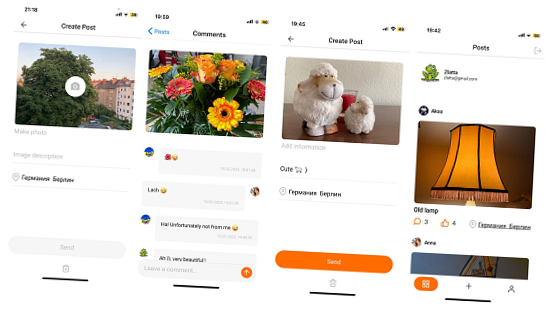 21:18
Create Post
Make photo
Image description
Германия Берлин
Send
19:59
Posts
Comments
Lach
Ha! Unfortunately not from me
Ah li, very beautiful!
Leave a comment...
19:45
Create Post
Add information
Cute
Германия Берлин
Send
19:42
Posts
Zlatta
zlatta@gmail.com
Akos
Old lamp
3
4
Германия Берлин
Anna